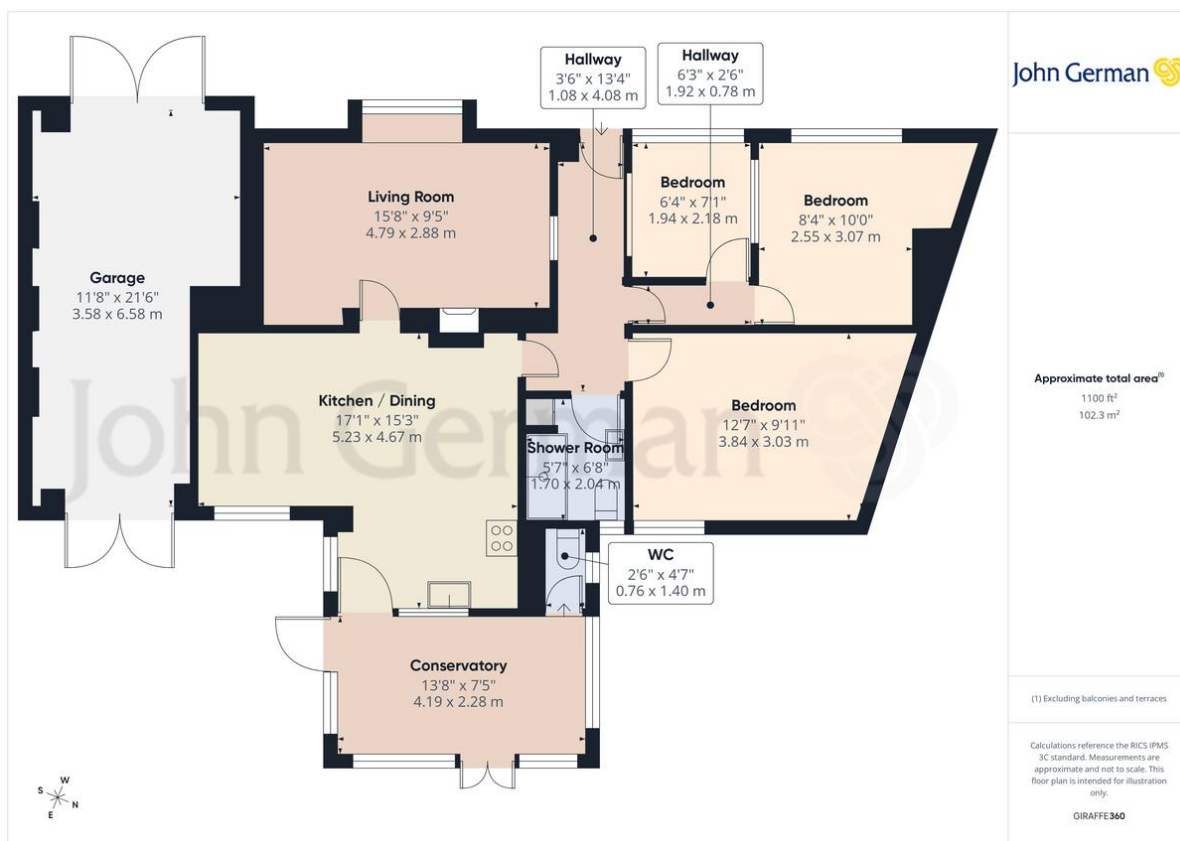 John German
Hallway
3'6" x 13'4"
1.08 x 4.08 m
Hallway
6'3" x 2'6"
1.92 x 0.78 m
Living Room
15'8" x 9'5"
4.79 x 2.88 m
Bedroom
6'4" x 7'1"
1.94 x 2.18 m
Bedroom
8'4" x 10'0"
2.55 x 3.07 m
Garage
11'8" x 21'6"
3.58 x 6.58 m
Kitchen / Dining
17'1" x 15'3"
5.23 x 4.67 m
Bedroom
12'7" x 9'11"
3.84 x 3.03 m
Shower Room
5'7" x 6'8"
1.70 x 2.04 m
WC
2'6" x 4'7"
0.76 x 1.40 m
Conservatory
13'8" x 7'5"
4.19 x 2.28 m
John German
W
S
N
E
Approximate total area(1)
1100 ft²
102.3 m²
(1) Excluding balconies and terraces
Calculations reference the RICS IPMS
3C standard. Measurements are
approximate and not to scale. This
floor plan is intended for illustration
only.
GIRAFFE360